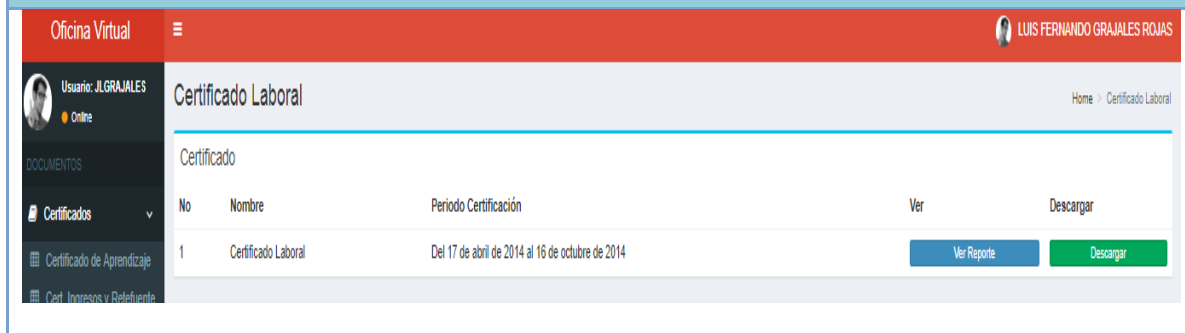 Oficina Virtual
LUIS FERNANDO GRAJALES ROJAS
Usuario: JLGRAJALES
Online
Certificado Laboral
Home > Certificado Laboral
DOCUMENTOS
Certificados
Certificado de Aprendizaje
Cert. Ingresos y Retefuente
Certificado
No Nombre Periodo Certificación Ver Descargar
1 Certificado Laboral Del 17 de abril de 2014 al 16 de octubre de 2014 Ver Reporte Descargar